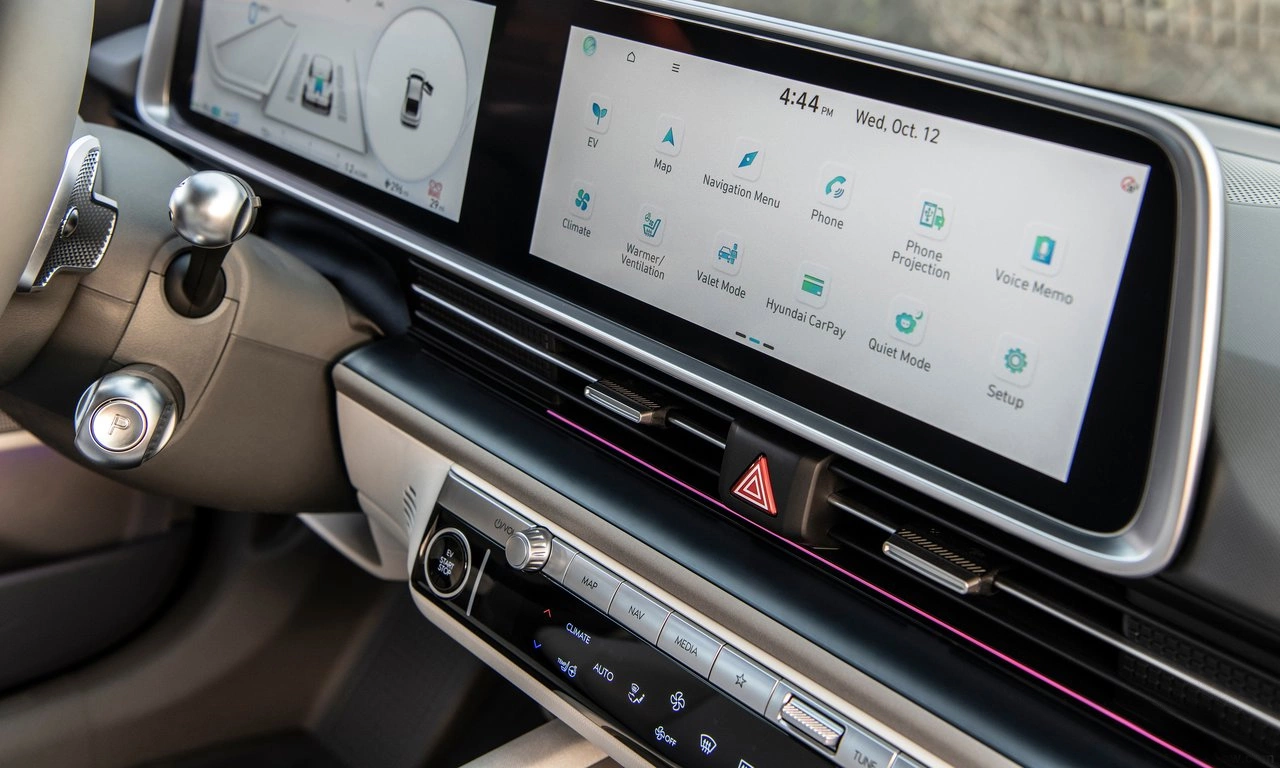 4:44 PM Wed, Oct. 12
EV
Map
Navigation Menu
Phone
Phone
Projection
Voice Memo
Climate
Warmer/
Ventilation
Valet Mode
Hyundai CarPay
Quiet Mode
Setup
29
P
EV
START
STOP
MAP
NAV
MEDIA
TUNE
CLIMATE
AUTO
OFF